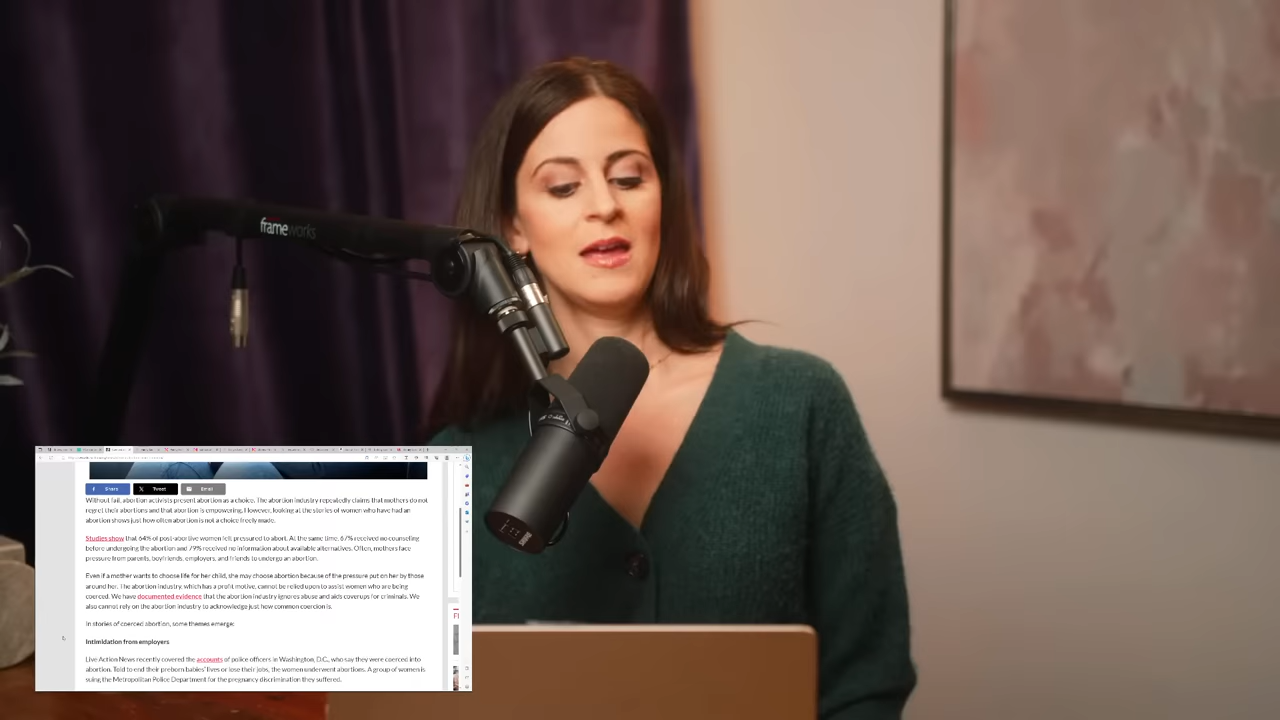 frameworks
Share
Tweet
Email
Without fail, abortion activists present abortion as a choice. The abortion industry repeatedly claims that mothers do not
regret their abortions and that abortion is empowering. However, looking at the stories of women who have had an
abortion shows just how often abortion is not a choice freely made.
Studies show that 64% of post-abortive women felt pressured to abort. At the same time, 67% received no counseling
before undergoing the abortion and 79% received no information about available alternatives. Often, mothers face
pressure from parents, boyfriends, employers, and friends to undergo an abortion.
Even if a mother wants to choose life for her child, she may choose abortion because of the pressure put on her by those
around her. The abortion industry, which has a profit motive, cannot be relied upon to assist women who are being
coerced. We have documented evidence that the abortion industry ignores abuse and aids coverups for criminals. We
also cannot rely on the abortion industry to acknowledge just how common coercion is.
In stories of coerced abortion, some themes emerge:
Intimidation from employers
Live Action News recently covered the accounts of police officers in Washington, D.C., who say they were coerced into
abortion. Told to end their preborn babies' lives or lose their jobs, the women underwent abortions. A group of women is
suing the Metropolitan Police Department for the pregnancy discrimination they suffered.